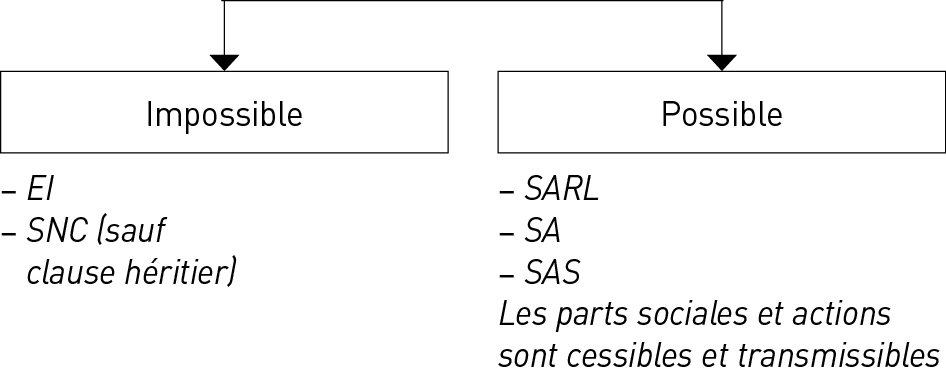 Impossible
– EI
– SNC (sauf
clause héritier)
Possible
– SARL
– SA
– SAS
Les parts sociales et actions
sont cessibles et transmissibles